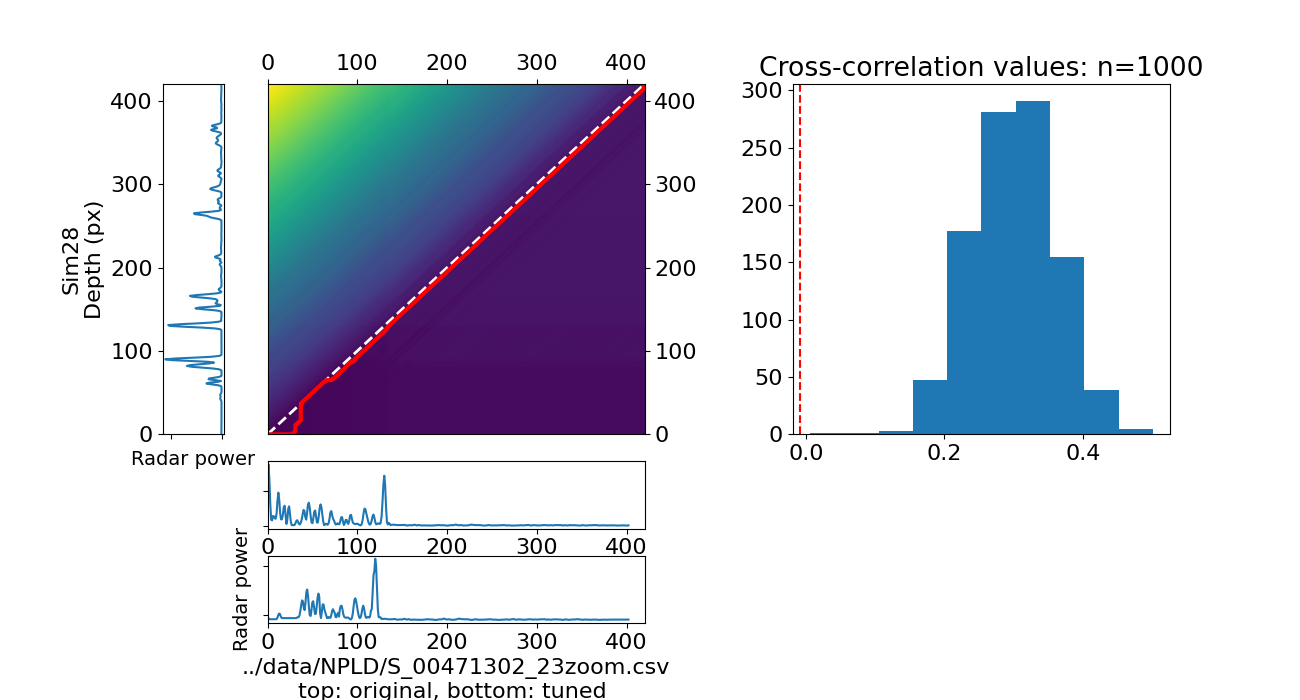 0 100 200 300 400
Cross-correlation values: n=1000
400
300
200
100
0
Sim28
Depth (px)
Radar power
400
300
200
100
0
300
250
200
150
100
50
0
0.0 0.2 0.4
0 100 200 300 400
Radar power
0 100 200 300 400
../data/NPLD/S_00471302_23zoom.csv
top: original, bottom: tuned